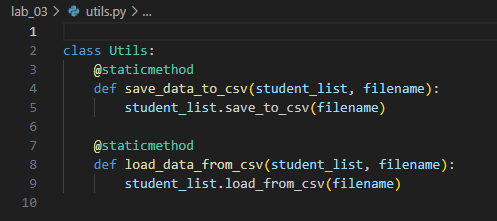 lab_03 > utils.py > ...
1
2 class Utils:
3     @staticmethod
4     def save_data_to_csv(student_list, filename):
5         student_list.save_to_csv(filename)
6
7     @staticmethod
8     def load_data_from_csv(student_list, filename):
9         student_list.load_from_csv(filename)
10